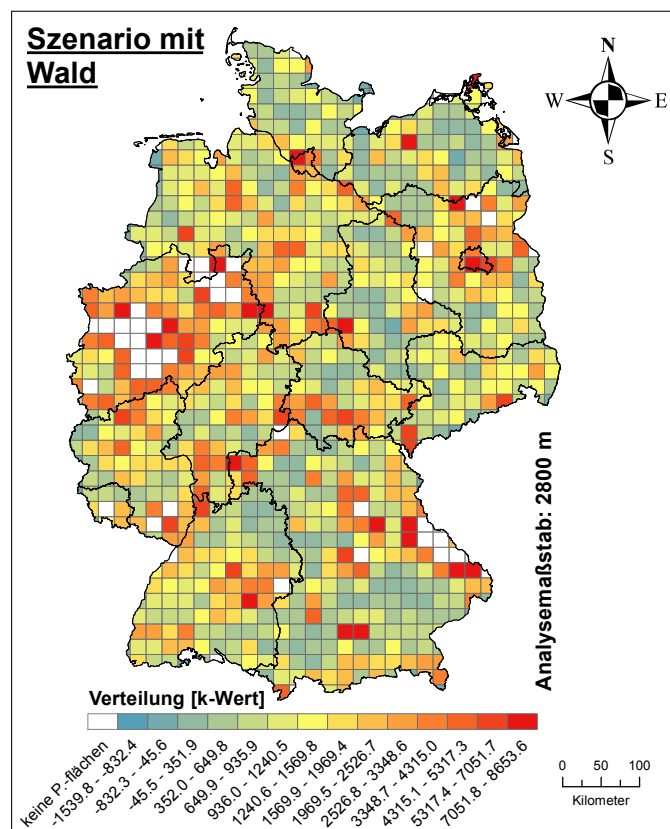 Szenario mit
Wald
N
W
E
S
Analysemaßstab: 2800 m
Verteilung [k-Wert]
keine P.-flächen
-1539.8 - -832.4
-832.3 - -45.6
-45.5 - 351.9
352.0 - 649.8
649.9 - 935.9
936.0 - 1240.5
1240.6 - 1569.8
1569.9 - 1969.4
1969.5 - 2526.7
2526.8 - 3348.6
3348.7 - 4315.0
4315.1 - 5317.3
5317.4 - 7051.7
7051.8 - 8653.6
0 50 100
Kilometer